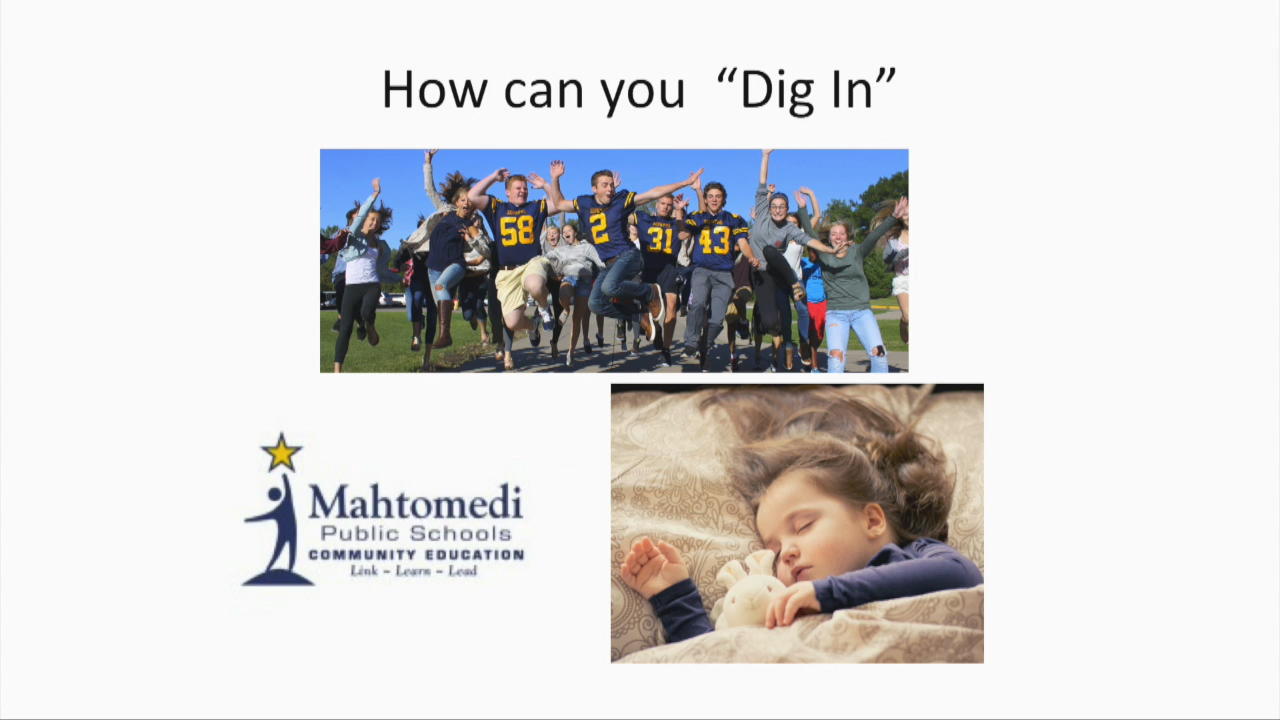 How can you  “Dig In”
58
2
31
43
Mahtomedi
Public Schools
COMMUNITY EDUCATION
Link ~ Learn ~ Lead